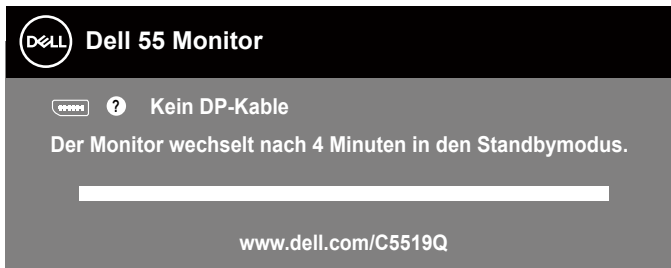 DELL Dell 55 Monitor
? Kein DP-Kable
Der Monitor wechselt nach 4 Minuten in den Standbymodus.
www.dell.com/C5519Q